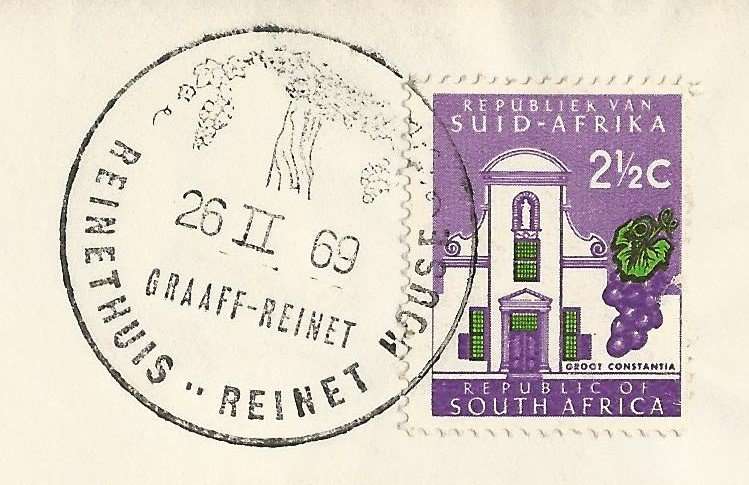 REINETHUIS " REINET HOUSE"
26 II 69
GRAAFF-REINET
REPUBLIEK VAN
SUID-AFRIKA
2½C
GROOT CONSTANTIA
REPUBLIC OF
SOUTH AFRICA